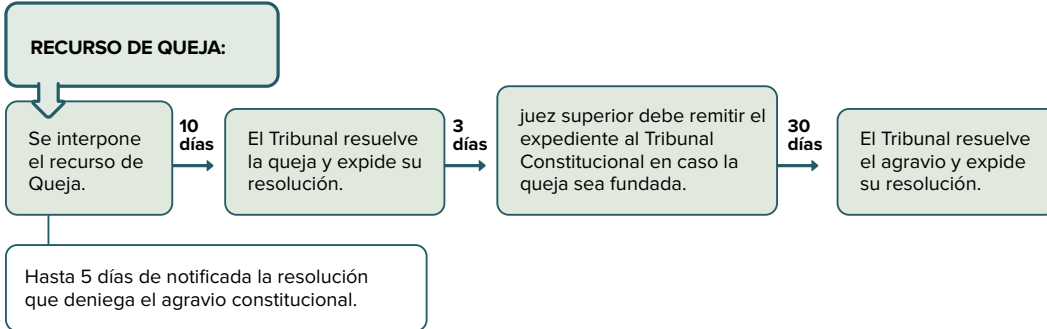 RECURSO DE QUEJA:
Se interpone
el recurso de
Queja.
10
días
El Tribunal resuelve
la queja y expide su
resolución.
3
días
juez superior debe remitir el
expediente al Tribunal
Constitucional en caso la
queja sea fundada.
30
días
El Tribunal resuelve
el agravio y expide
su resolución.
Hasta 5 días de notificada la resolución
que deniega el agravio constitucional.